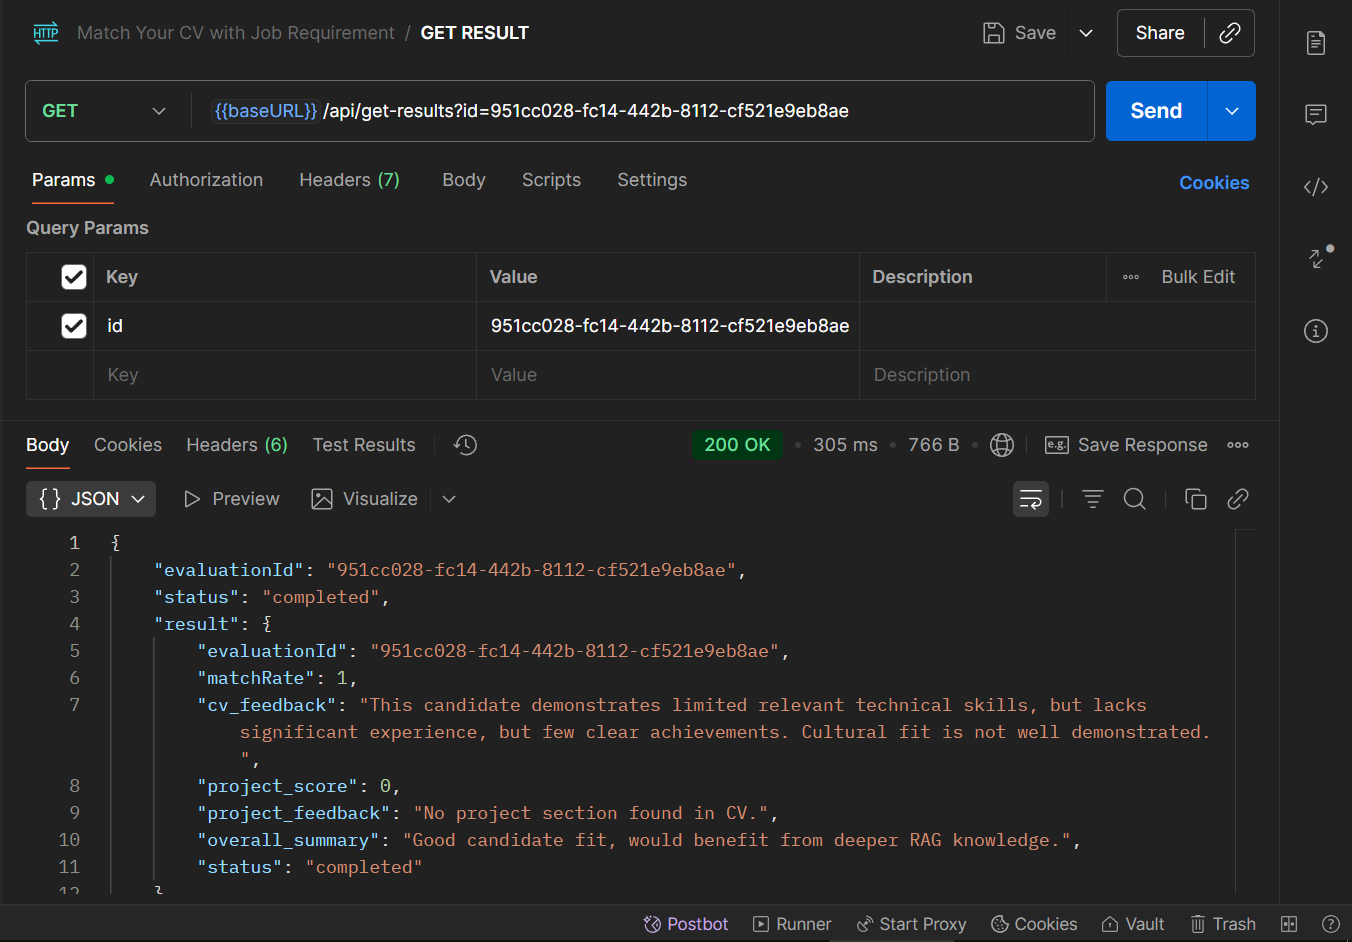 HTTP Match Your CV with Job Requirement / GET RESULT Save Share
GET {{baseURL}} /api/get-results?id=951cc028-fc14-442b-8112-cf521e9eb8ae Send
Params Authorization Headers (7) Body Scripts Settings Cookies
Query Params
Key Value Description Bulk Edit
id 951cc028-fc14-442b-8112-cf521e9eb8ae
Key Value Description
Body Cookies Headers (6) Test Results 200 OK • 305 ms • 766 B • e.g. Save Response
{} JSON Preview Visualize
1 {
2 "evaluationId": "951cc028-fc14-442b-8112-cf521e9eb8ae",
3 "status": "completed",
4 "result": {
5 "evaluationId": "951cc028-fc14-442b-8112-cf521e9eb8ae",
6 "matchRate": 1,
7 "cv_feedback": "This candidate demonstrates limited relevant technical skills, but lacks
significant experience, but few clear achievements. Cultural fit is not well demonstrated.
",
8 "project_score": 0,
9 "project_feedback": "No project section found in CV.",
10 "overall_summary": "Good candidate fit, would benefit from deeper RAG knowledge.",
11 "status": "completed"
12 }
Postbot Runner Start Proxy Cookies Vault Trash